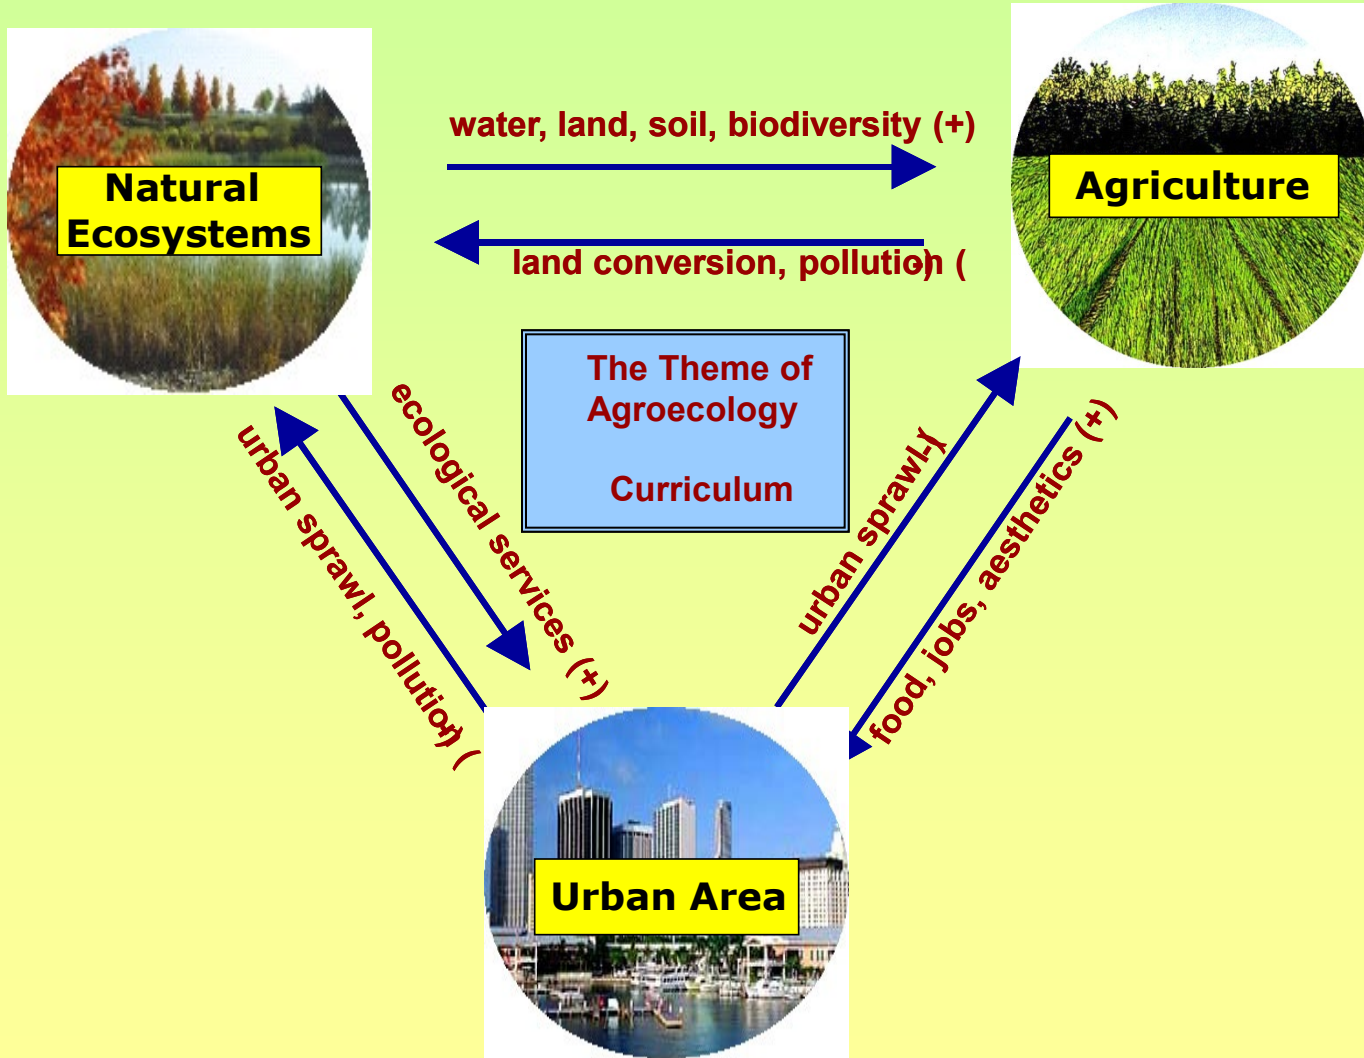 water, land, soil, biodiversity (+)
Natural
Ecosystems
Agriculture
land conversion, pollution (-)
The Theme of
Agroecology
Curriculum
ecological services (+)
urban sprawl, pollution (-)
urban sprawl (-)
food, jobs, aesthetics (+)
Urban Area